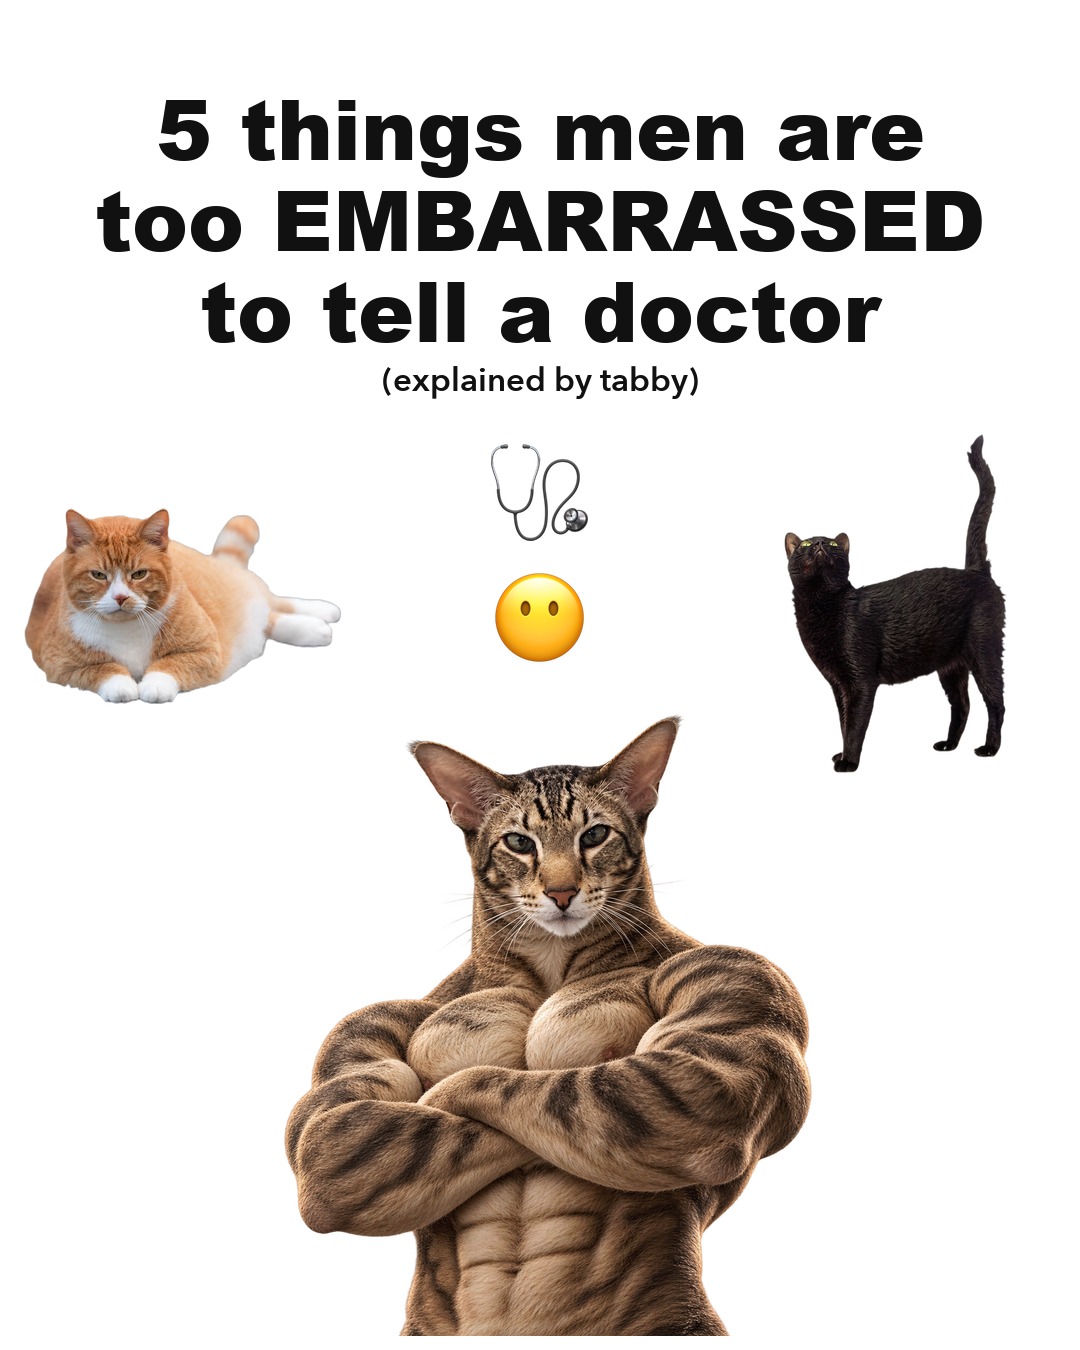 5 things men are
too EMBARRASSED
to tell a doctor
(explained by tabby)